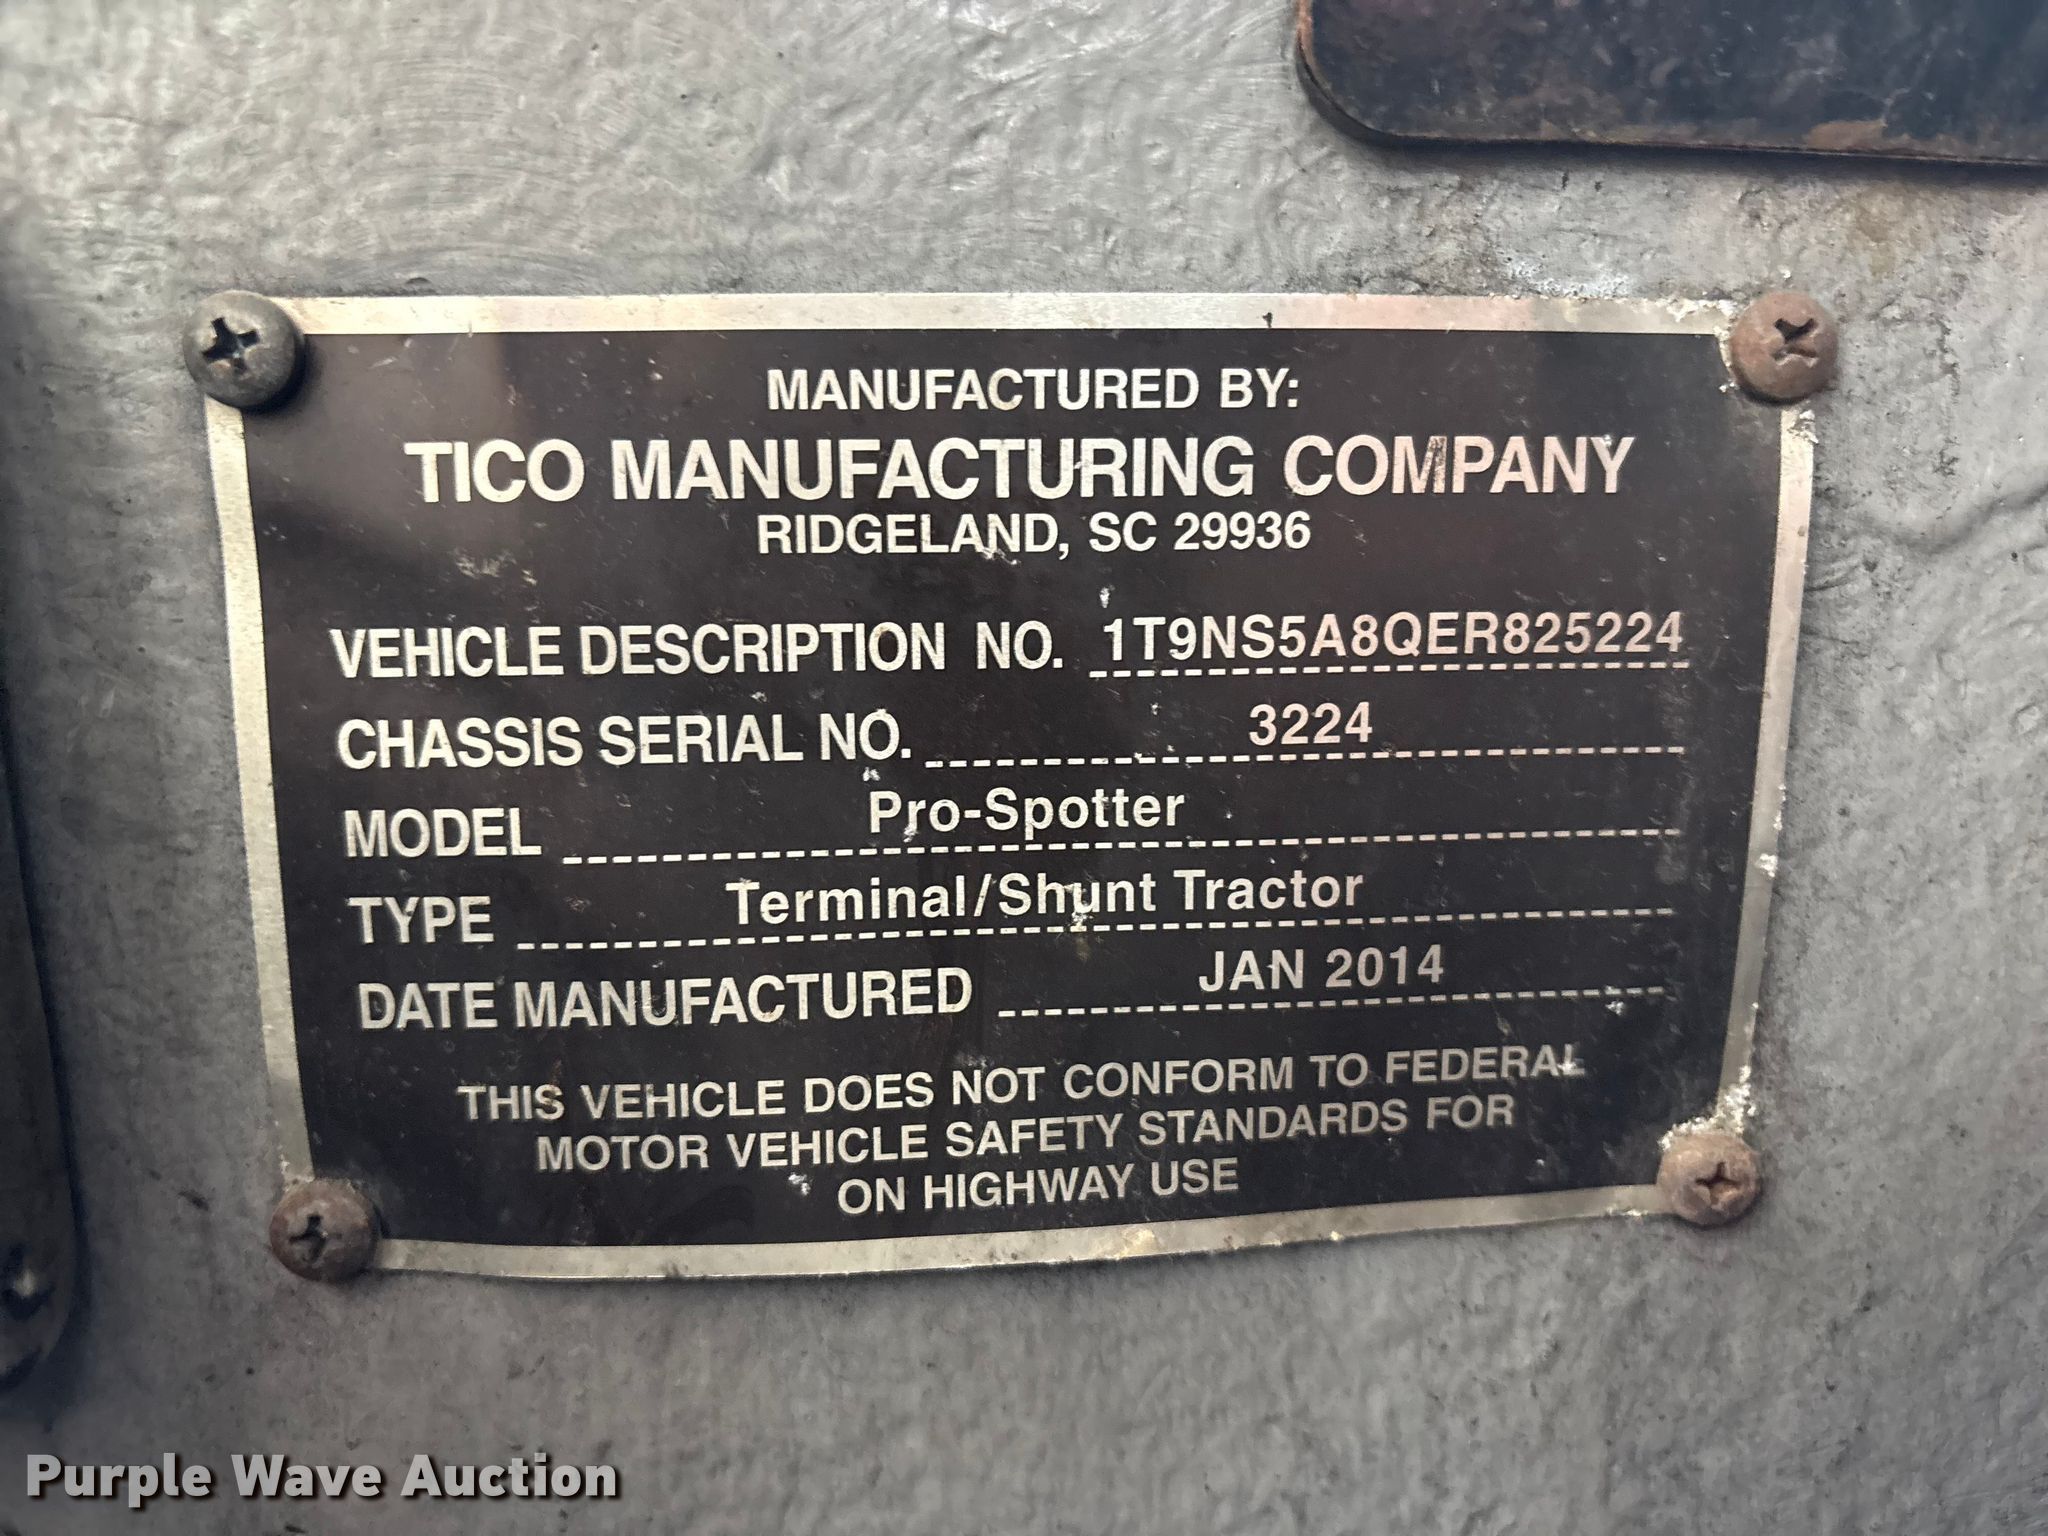 MANUFACTURED BY:
TICO MANUFACTURING COMPANY
RIDGELAND, SC 29936
VEHICLE DESCRIPTION NO. 1T9NS5A8QER825224
CHASSIS SERIAL NO. 3224
MODEL Pro-Spotter
TYPE Terminal/Shunt Tractor
DATE MANUFACTURED JAN 2014
THIS VEHICLE DOES NOT CONFORM TO FEDERAL
MOTOR VEHICLE SAFETY STANDARDS FOR
ON HIGHWAY USE
Purple Wave Auction